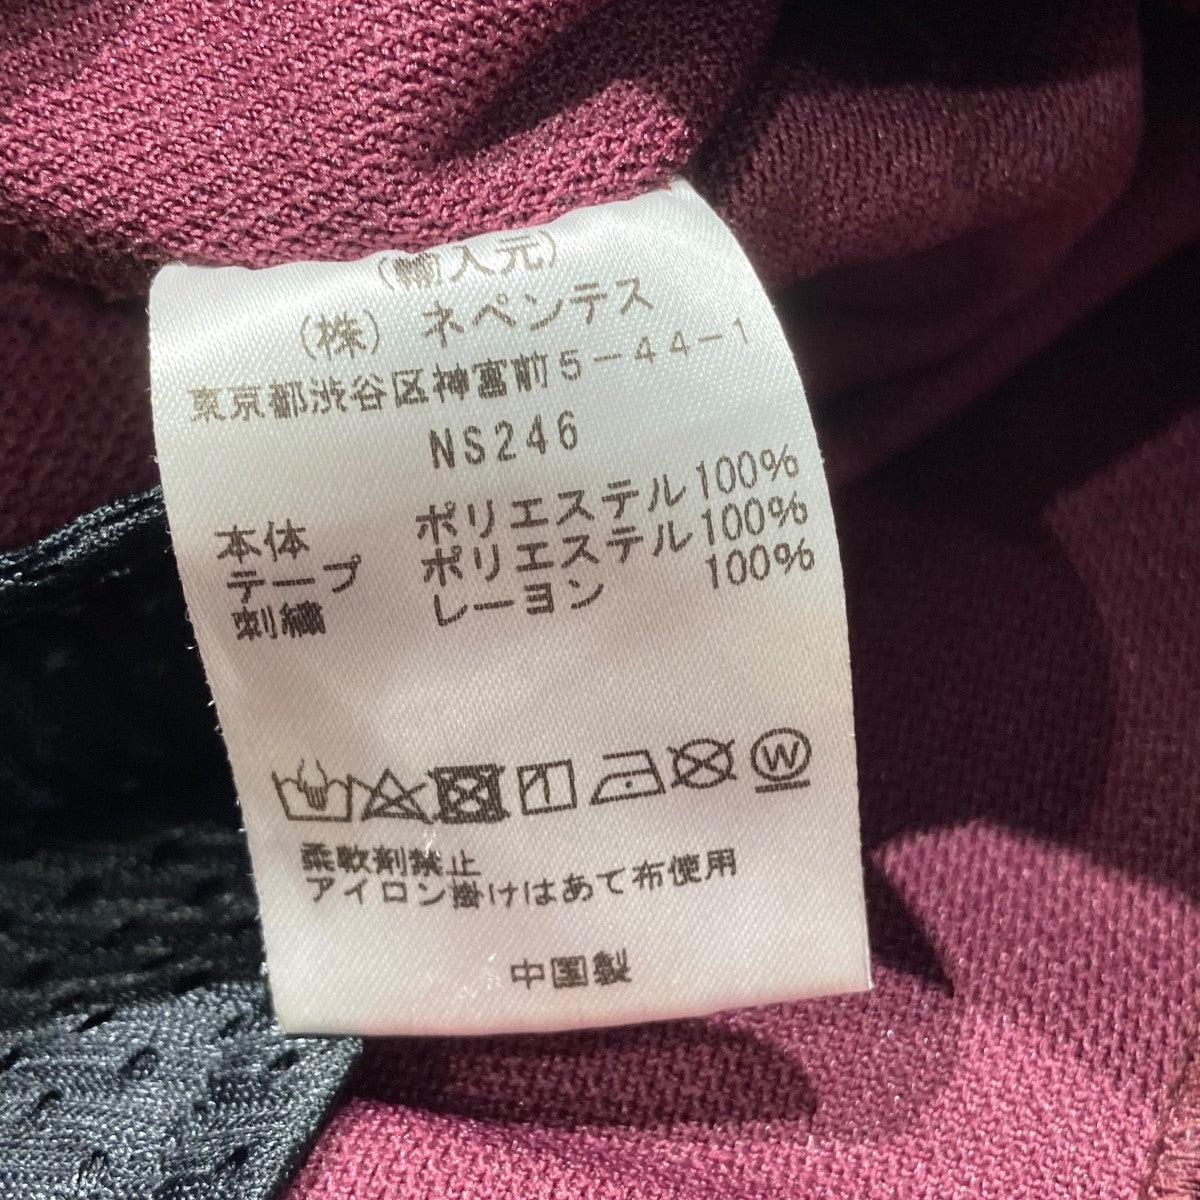 (輸入元)
(株) ネペンテス
東京都渋谷区神宮前5-44-1
NS246
本体 ポリエステル100%
テープ ポリエステル100%
刺繍 レーヨン 100%
W
柔軟剤禁止
アイロン掛けはあて布使用
中国製